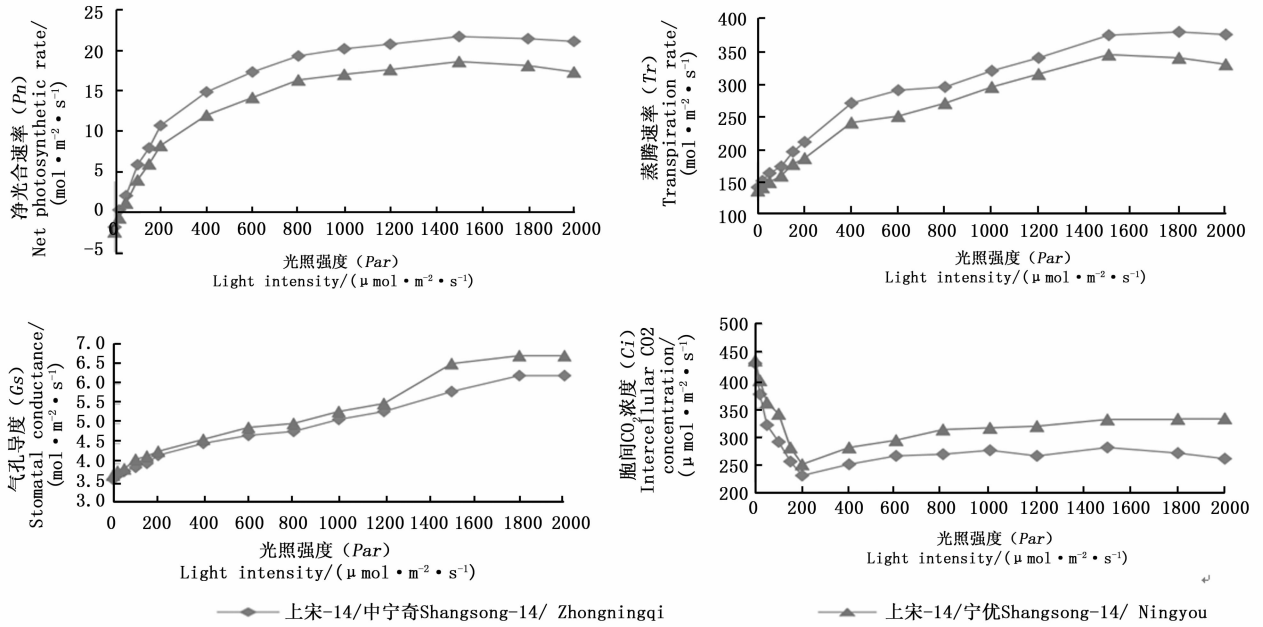 净光合速率（Pn）
Net photosynthetic rate/
(mol·m⁻²·s⁻¹)
25
20
15
10
5
0
−5
0 200 400 600 800 1000 1200 1400 1600 1800 2000
光照强度（Par）
Light intensity/(μmol·m⁻²·s⁻¹)
蒸腾速率（Tr）
Transpiration rate/
(mol·m⁻²·s⁻¹)
400
350
300
250
200
150
100
0 200 400 600 800 1000 1200 1400 1600 1800 2000
光照强度（Par）
Light intensity/(μmol·m⁻²·s⁻¹)
气孔导度（Gs）
Stomatal conductance/
(mol·m⁻²·s⁻¹)
7.0
6.5
6.0
5.5
5.0
4.5
4.0
3.5
3.0
0 200 400 600 800 1000 1200 1400 1600 1800 2000
光照强度（Par）
Light intensity/(μmol·m⁻²·s⁻¹)
胞间CO₂浓度（Ci）
Intercellular CO2
concentration/
(μmol·m⁻²·s⁻¹)
500
450
400
350
300
250
200
0 200 400 600 800 1000 1200 1400 1600 1800 2000
光照强度（Par）
Light intensity/(μmol·m⁻²·s⁻¹)
上宋-14/中宁奇Shangsong-14/ Zhongningqi
上宋-14/宁优Shangsong-14/ Ningyou